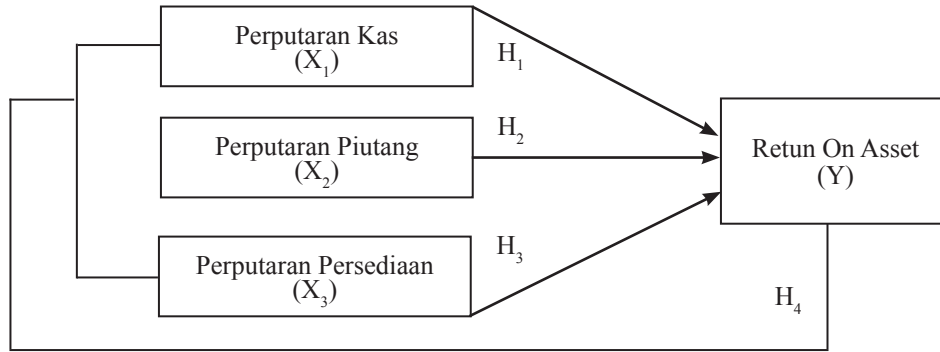 Perputaran Kas
(X₁)
H₁
Perputaran Piutang
(X₂)
H₂
Retun On Asset
(Y)
Perputaran Persediaan
(X₃)
H₃
H₄